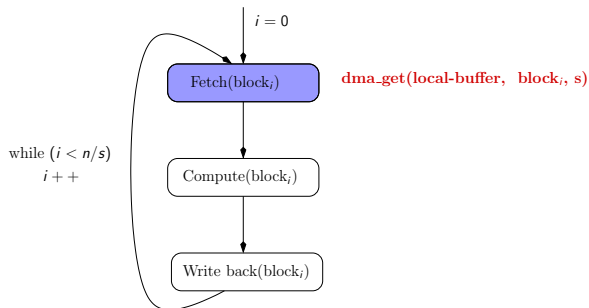 i = 0
Fetch(block_i)
dma_get(local-buffer, block_i, s)
while (i < n/s)
i + +
Compute(block_i)
Write back(block_i)